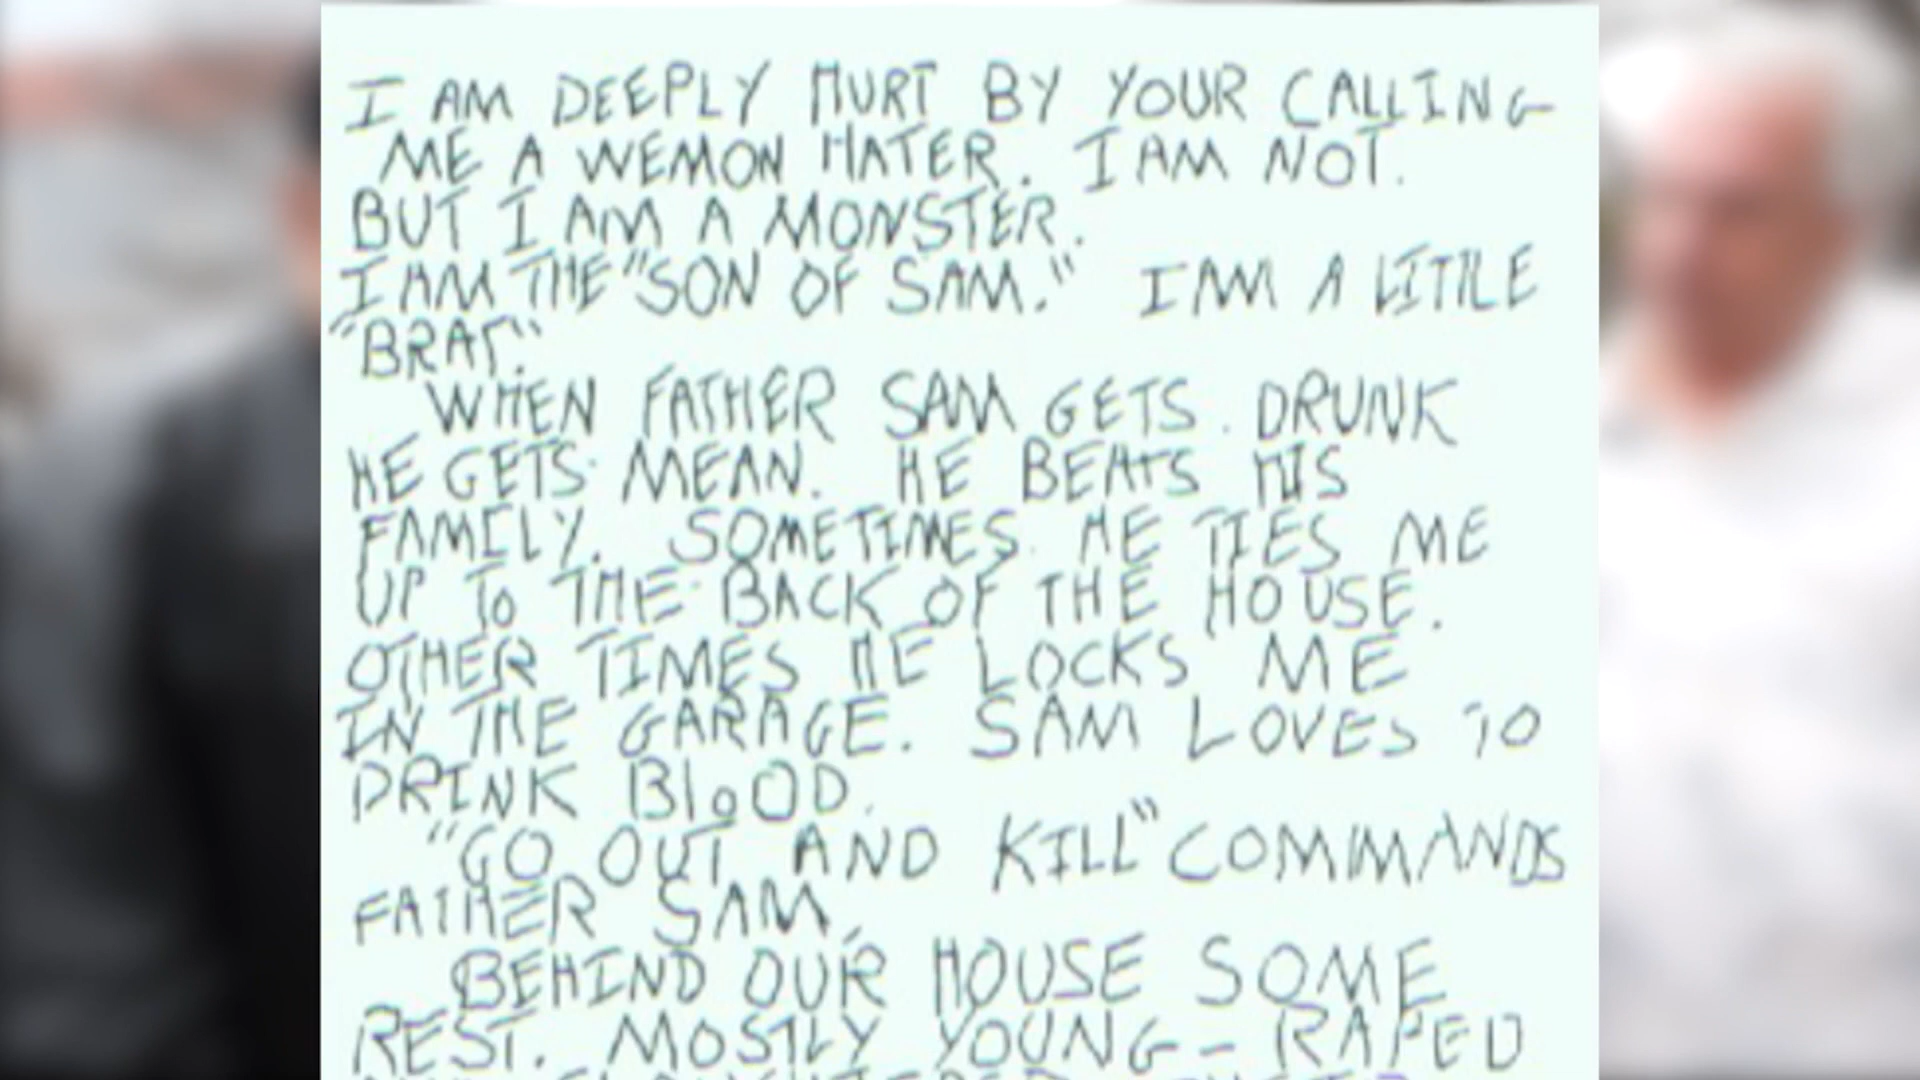 I AM DEEPLY HURT BY YOUR CALLING
ME A WEMON HATER. I AM NOT.
BUT I AM A MONSTER.
I AM THE "SON OF SAM." I AM A LITTLE
"BRAT".
WHEN FATHER SAM GETS DRUNK
HE GETS MEAN. HE BEATS HIS
FAMILY. SOMETIMES HE TIES ME
UP TO THE BACK OF THE HOUSE.
OTHER TIMES HE LOCKS ME
IN THE GARAGE. SAM LOVES TO
DRINK BLOOD.
"GO OUT AND KILL" COMMANDS
FATHER SAM.
BEHIND OUR HOUSE SOME
REST. MOSTLY YOUNG - RAPED